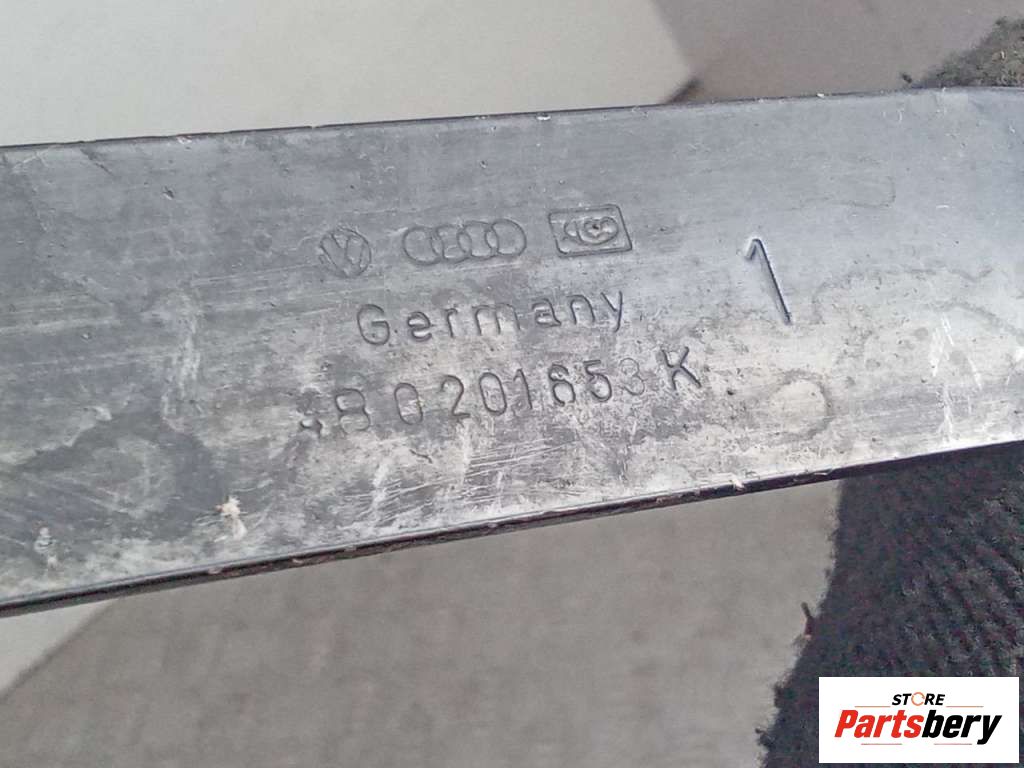 Germany
1
4B0 201 653 K
STORE
Partsbery